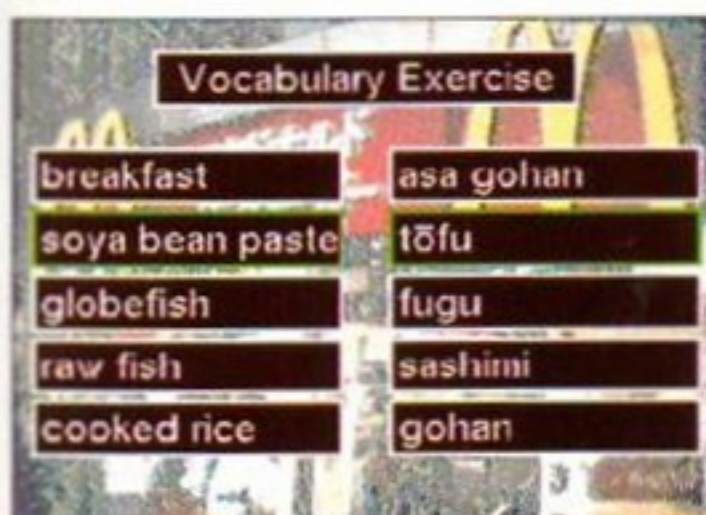 Vocabulary Exercise
breakfast asa gohan
soya bean paste tōfu
globefish fugu
raw fish sashimi
cooked rice gohan